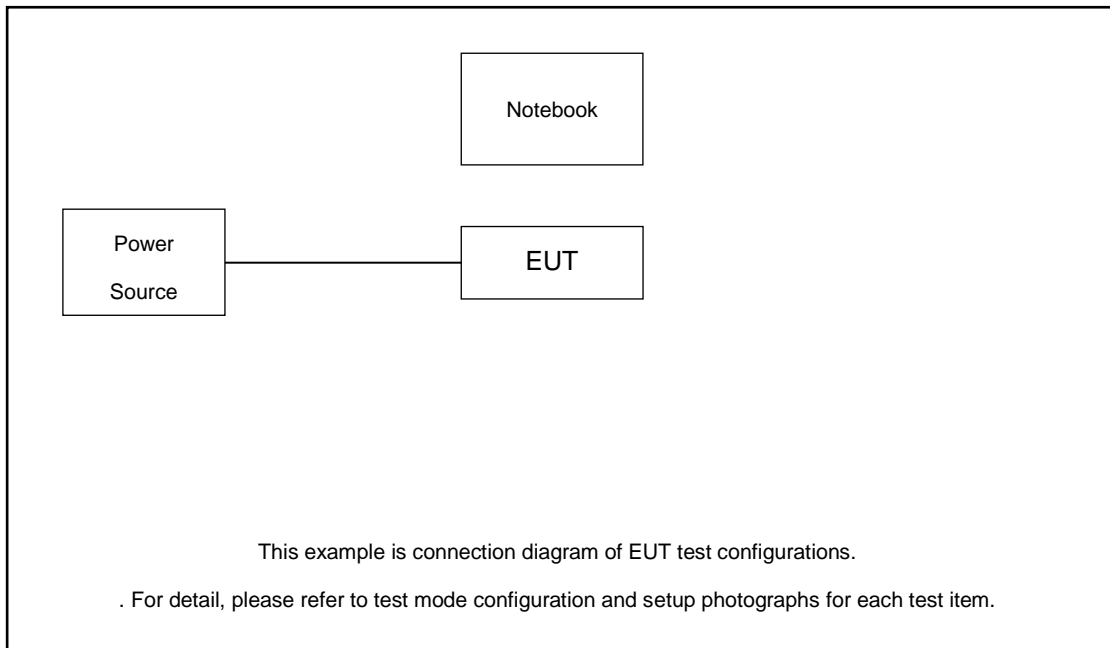 Notebook
Power
Source
EUT
This example is connection diagram of EUT test configurations.
. For detail, please refer to test mode configuration and setup photographs for each test item.